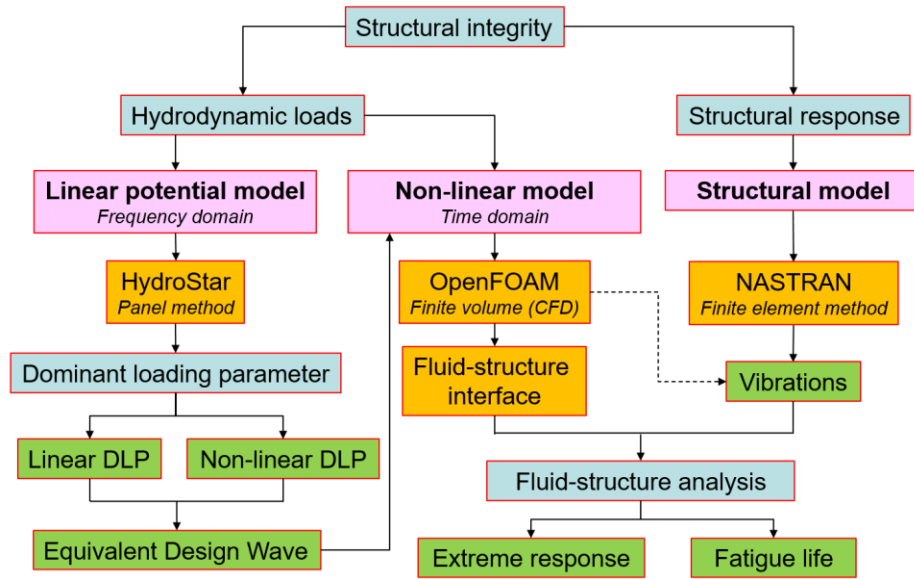 Structural integrity
Hydrodynamic loads
Structural response
Linear potential model
Frequency domain
Non-linear model
Time domain
Structural model
HydroStar
Panel method
OpenFOAM
Finite volume (CFD)
NASTRAN
Finite element method
Dominant loading parameter
Fluid-structure
interface
Vibrations
Linear DLP
Non-linear DLP
Fluid-structure analysis
Equivalent Design Wave
Extreme response
Fatigue life